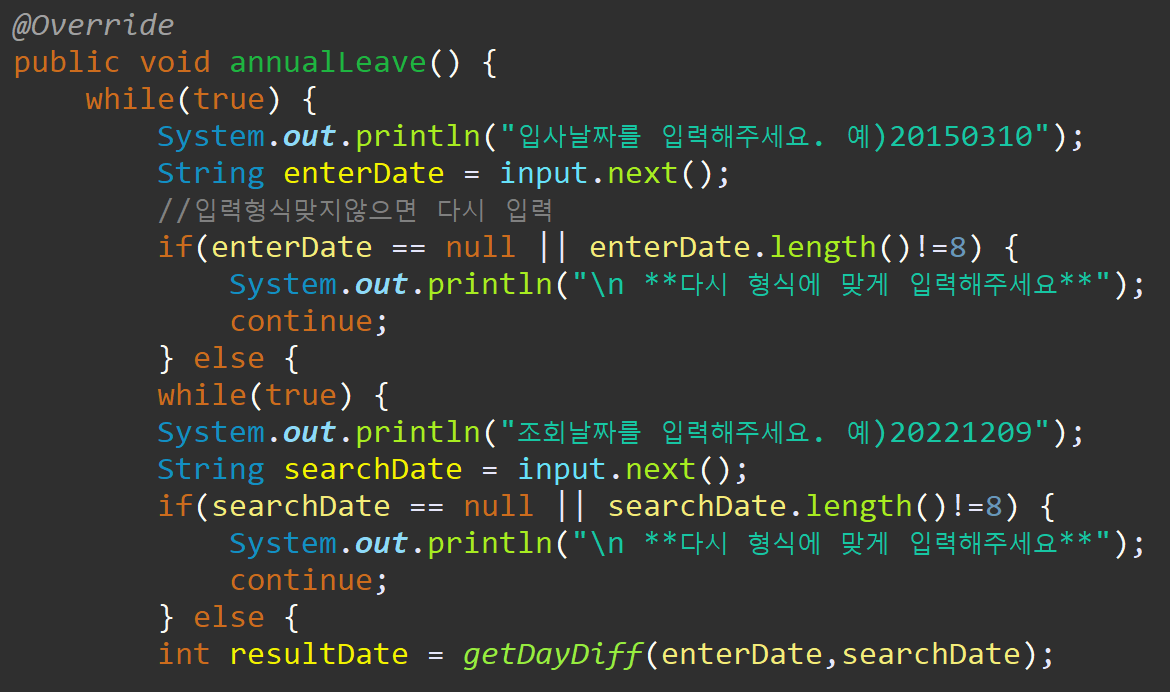 @Override
public void annualLeave() {
while(true) {
System.out.println("입사날짜를 입력해주세요. 예)20150310");
String enterDate = input.next();
//입력형식맞지않으면 다시 입력
if(enterDate == null || enterDate.length()!=8) {
System.out.println("\n **다시 형식에 맞게 입력해주세요**");
continue;
} else {
while(true) {
System.out.println("조회날짜를 입력해주세요. 예)20221209");
String searchDate = input.next();
if(searchDate == null || searchDate.length()!=8) {
System.out.println("\n **다시 형식에 맞게 입력해주세요**");
continue;
} else {
int resultDate = getDayDiff(enterDate,searchDate);